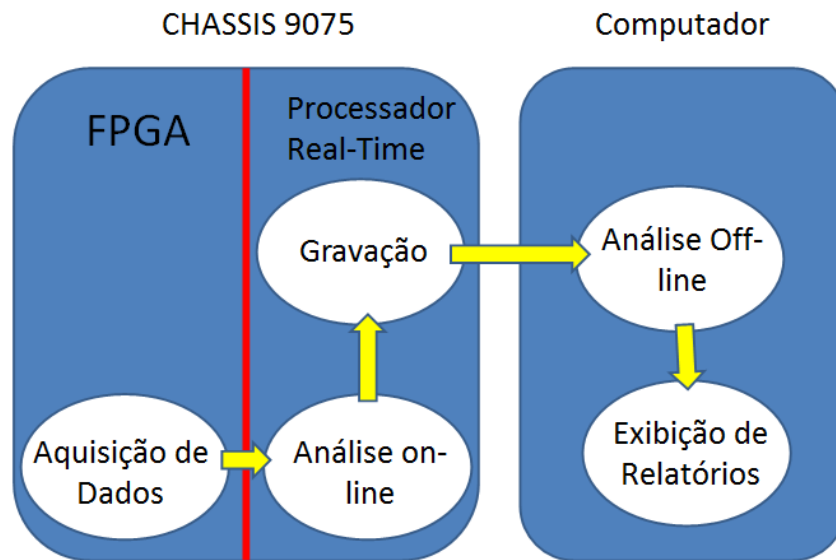 CHASSIS 9075
Computador
FPGA
Processador
Real-Time
Gravação
Análise Off-
line
Aquisição de
Dados
Análise on-
line
Exibição de
Relatórios